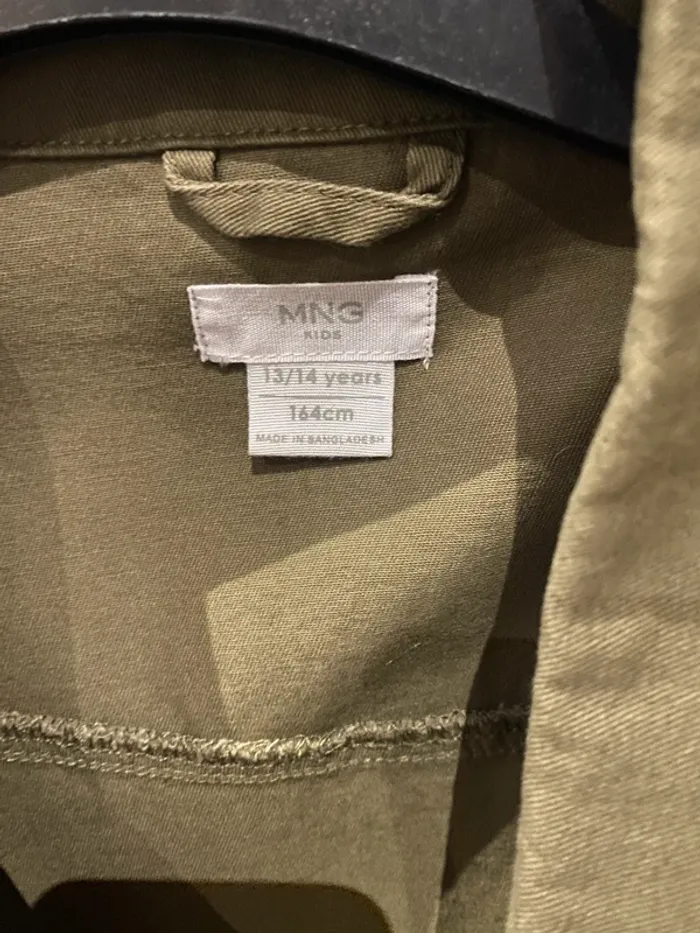 MNG
KIDS
13/14 years
164cm
MADE IN BANGLADESH